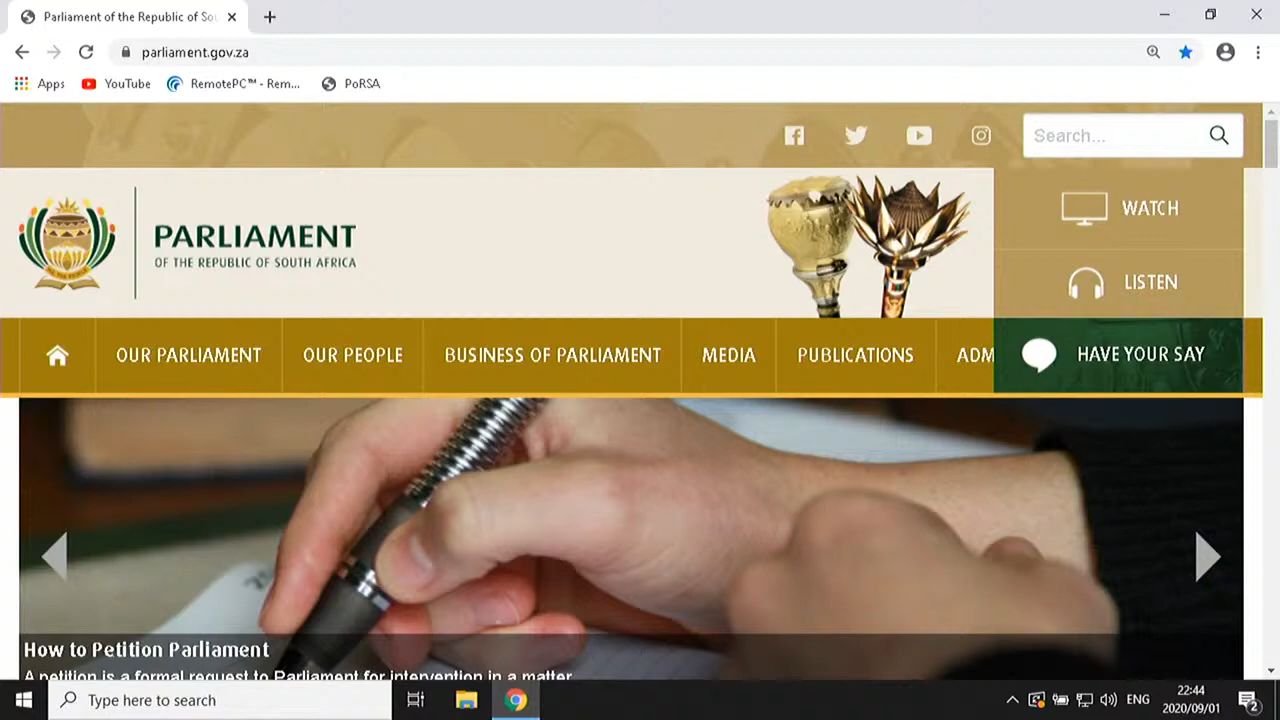 Parliament of the Republic of Sou
parliament.gov.za
Apps YouTube RemotePC™ - Rem... PoRSA
Search...
WATCH
PARLIAMENT
OF THE REPUBLIC OF SOUTH AFRICA
LISTEN
OUR PARLIAMENT OUR PEOPLE BUSINESS OF PARLIAMENT MEDIA PUBLICATIONS ADM HAVE YOUR SAY
How to Petition Parliament
A petition is a formal request to Parliament for intervention in a matter
Type here to search
ENG
22:44
2020/09/01
2